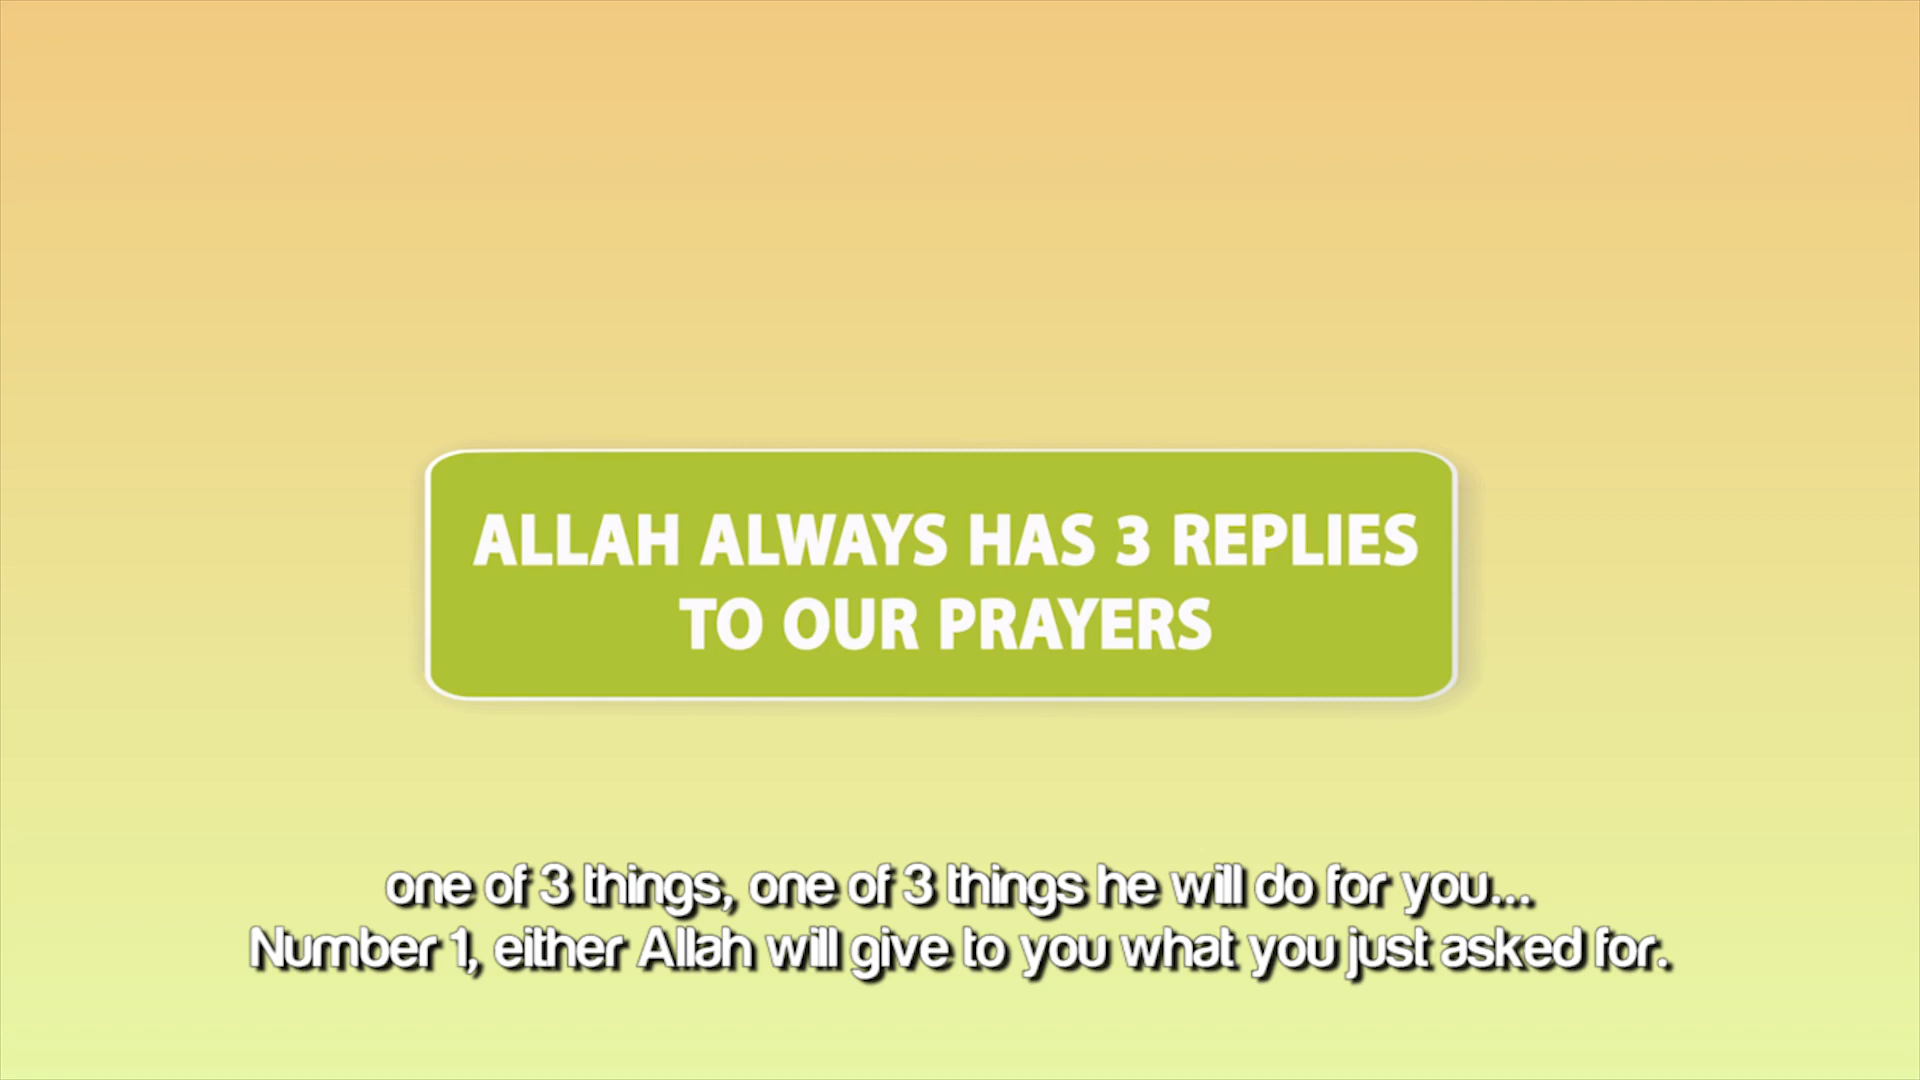 ALLAH ALWAYS HAS 3 REPLIES
TO OUR PRAYERS
one of 3 things, one of 3 things he will do for you...
Number 1, either Allah will give to you what you just asked for.